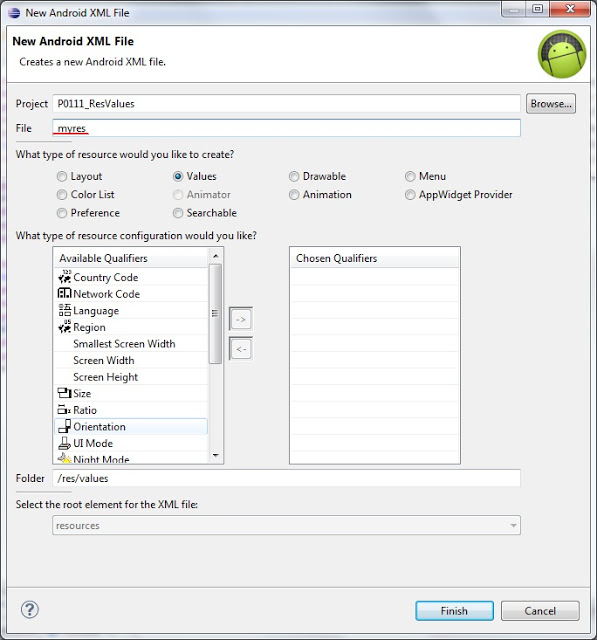 New Android XML File
New Android XML File
Creates a new Android XML file.
Project P0111_ResValues Browse...
File myres
What type of resource would you like to create?
Layout Values Drawable Menu
Color List Animator Animation AppWidget Provider
Preference Searchable
What type of resource configuration would you like?
Available Qualifiers Chosen Qualifiers
Country Code
Network Code
Language
Region
Smallest Screen Width
Screen Width
Screen Height
Size
Ratio
Orientation
UI Mode
Night Mode
->
<-
Folder /res/values
Select the root element for the XML file:
resources
Finish Cancel